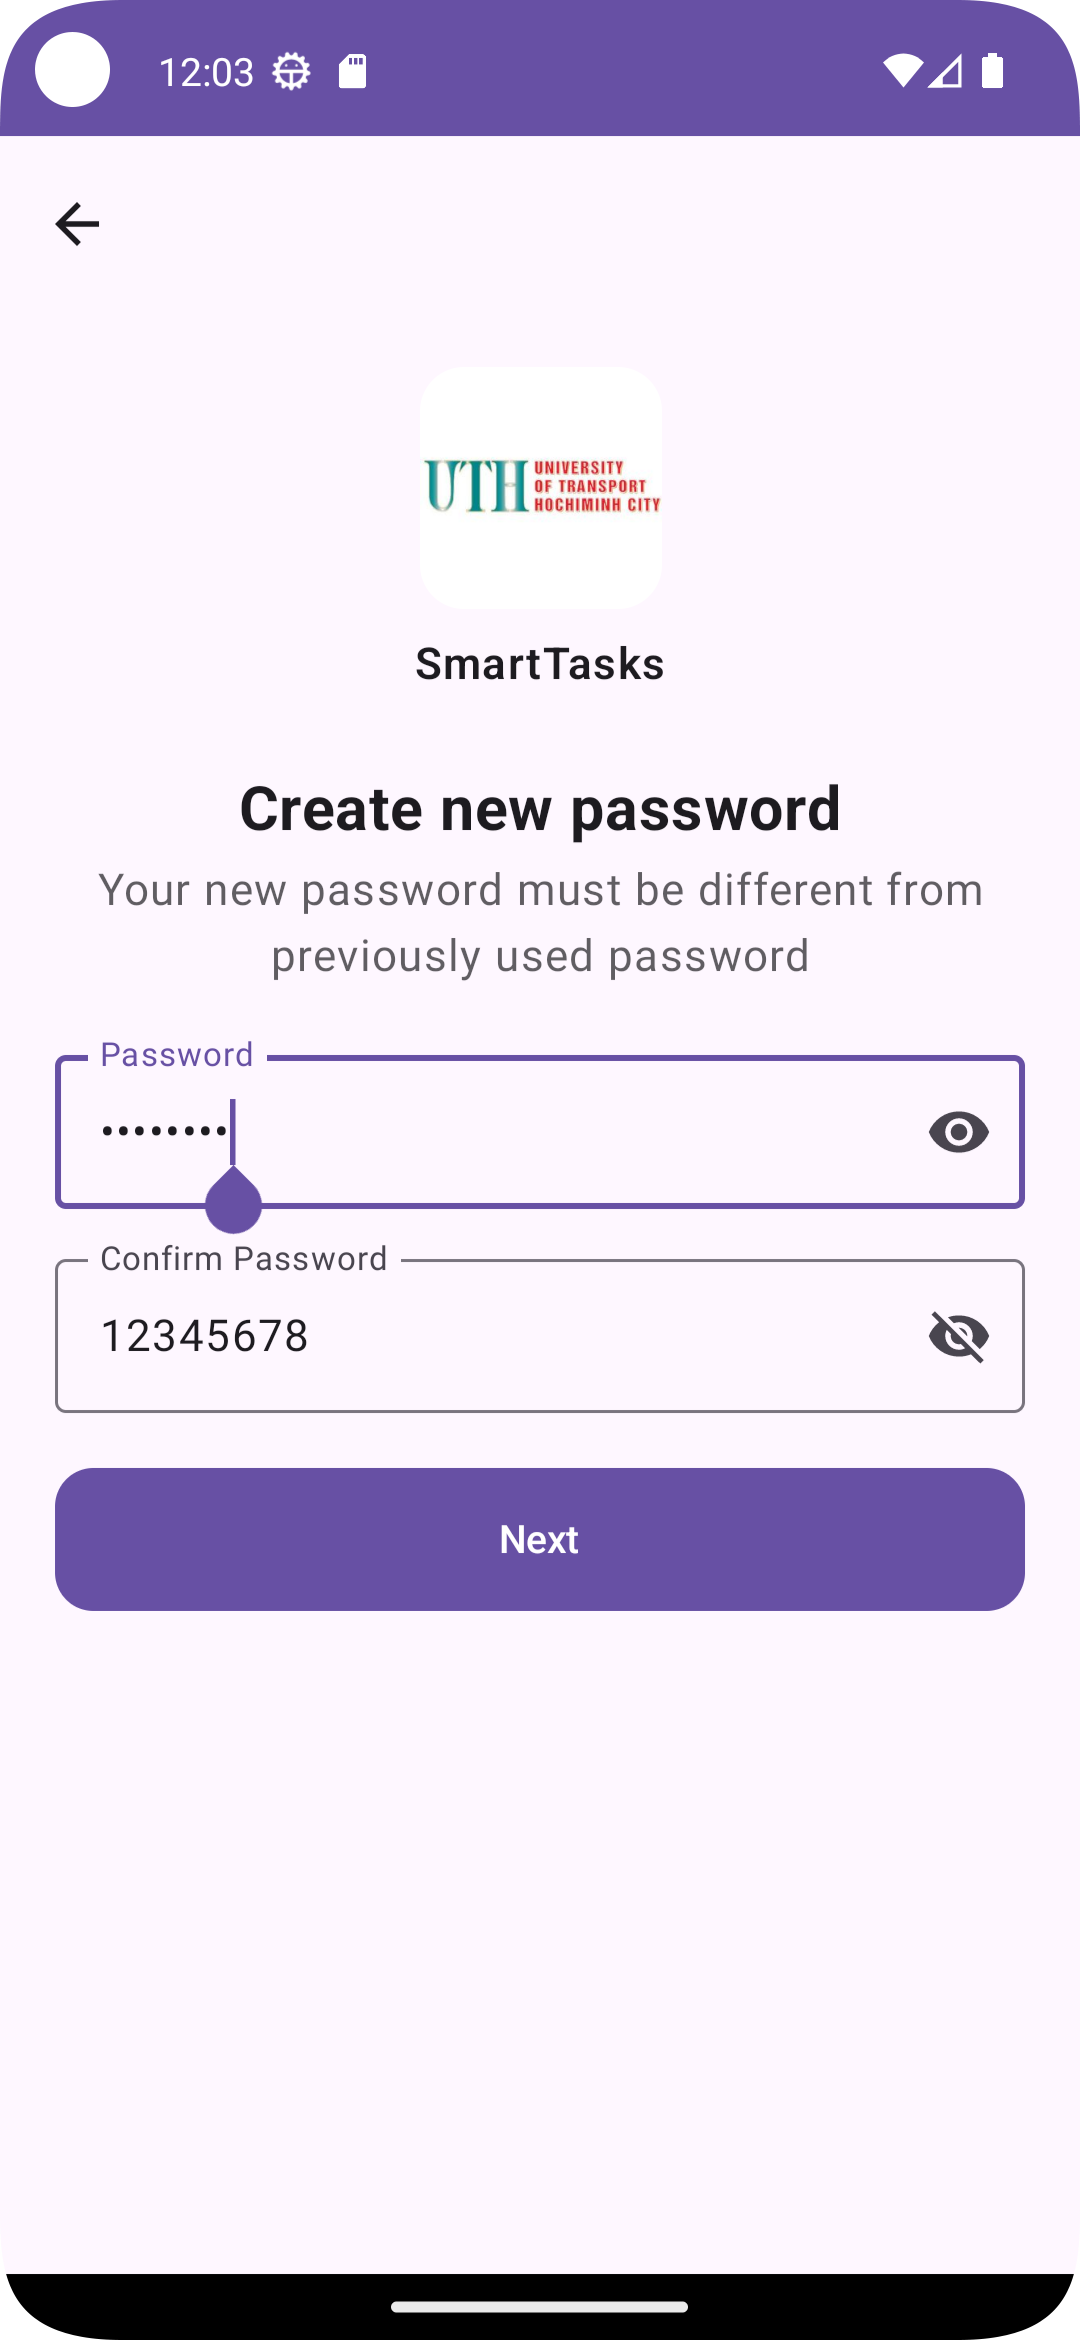 12:03
UTH UNIVERSITY
OF TRANSPORT
HOCHIMINH CITY
SmartTasks
Create new password
Your new password must be different from
previously used password
Password
••••••••
Confirm Password
12345678
Next